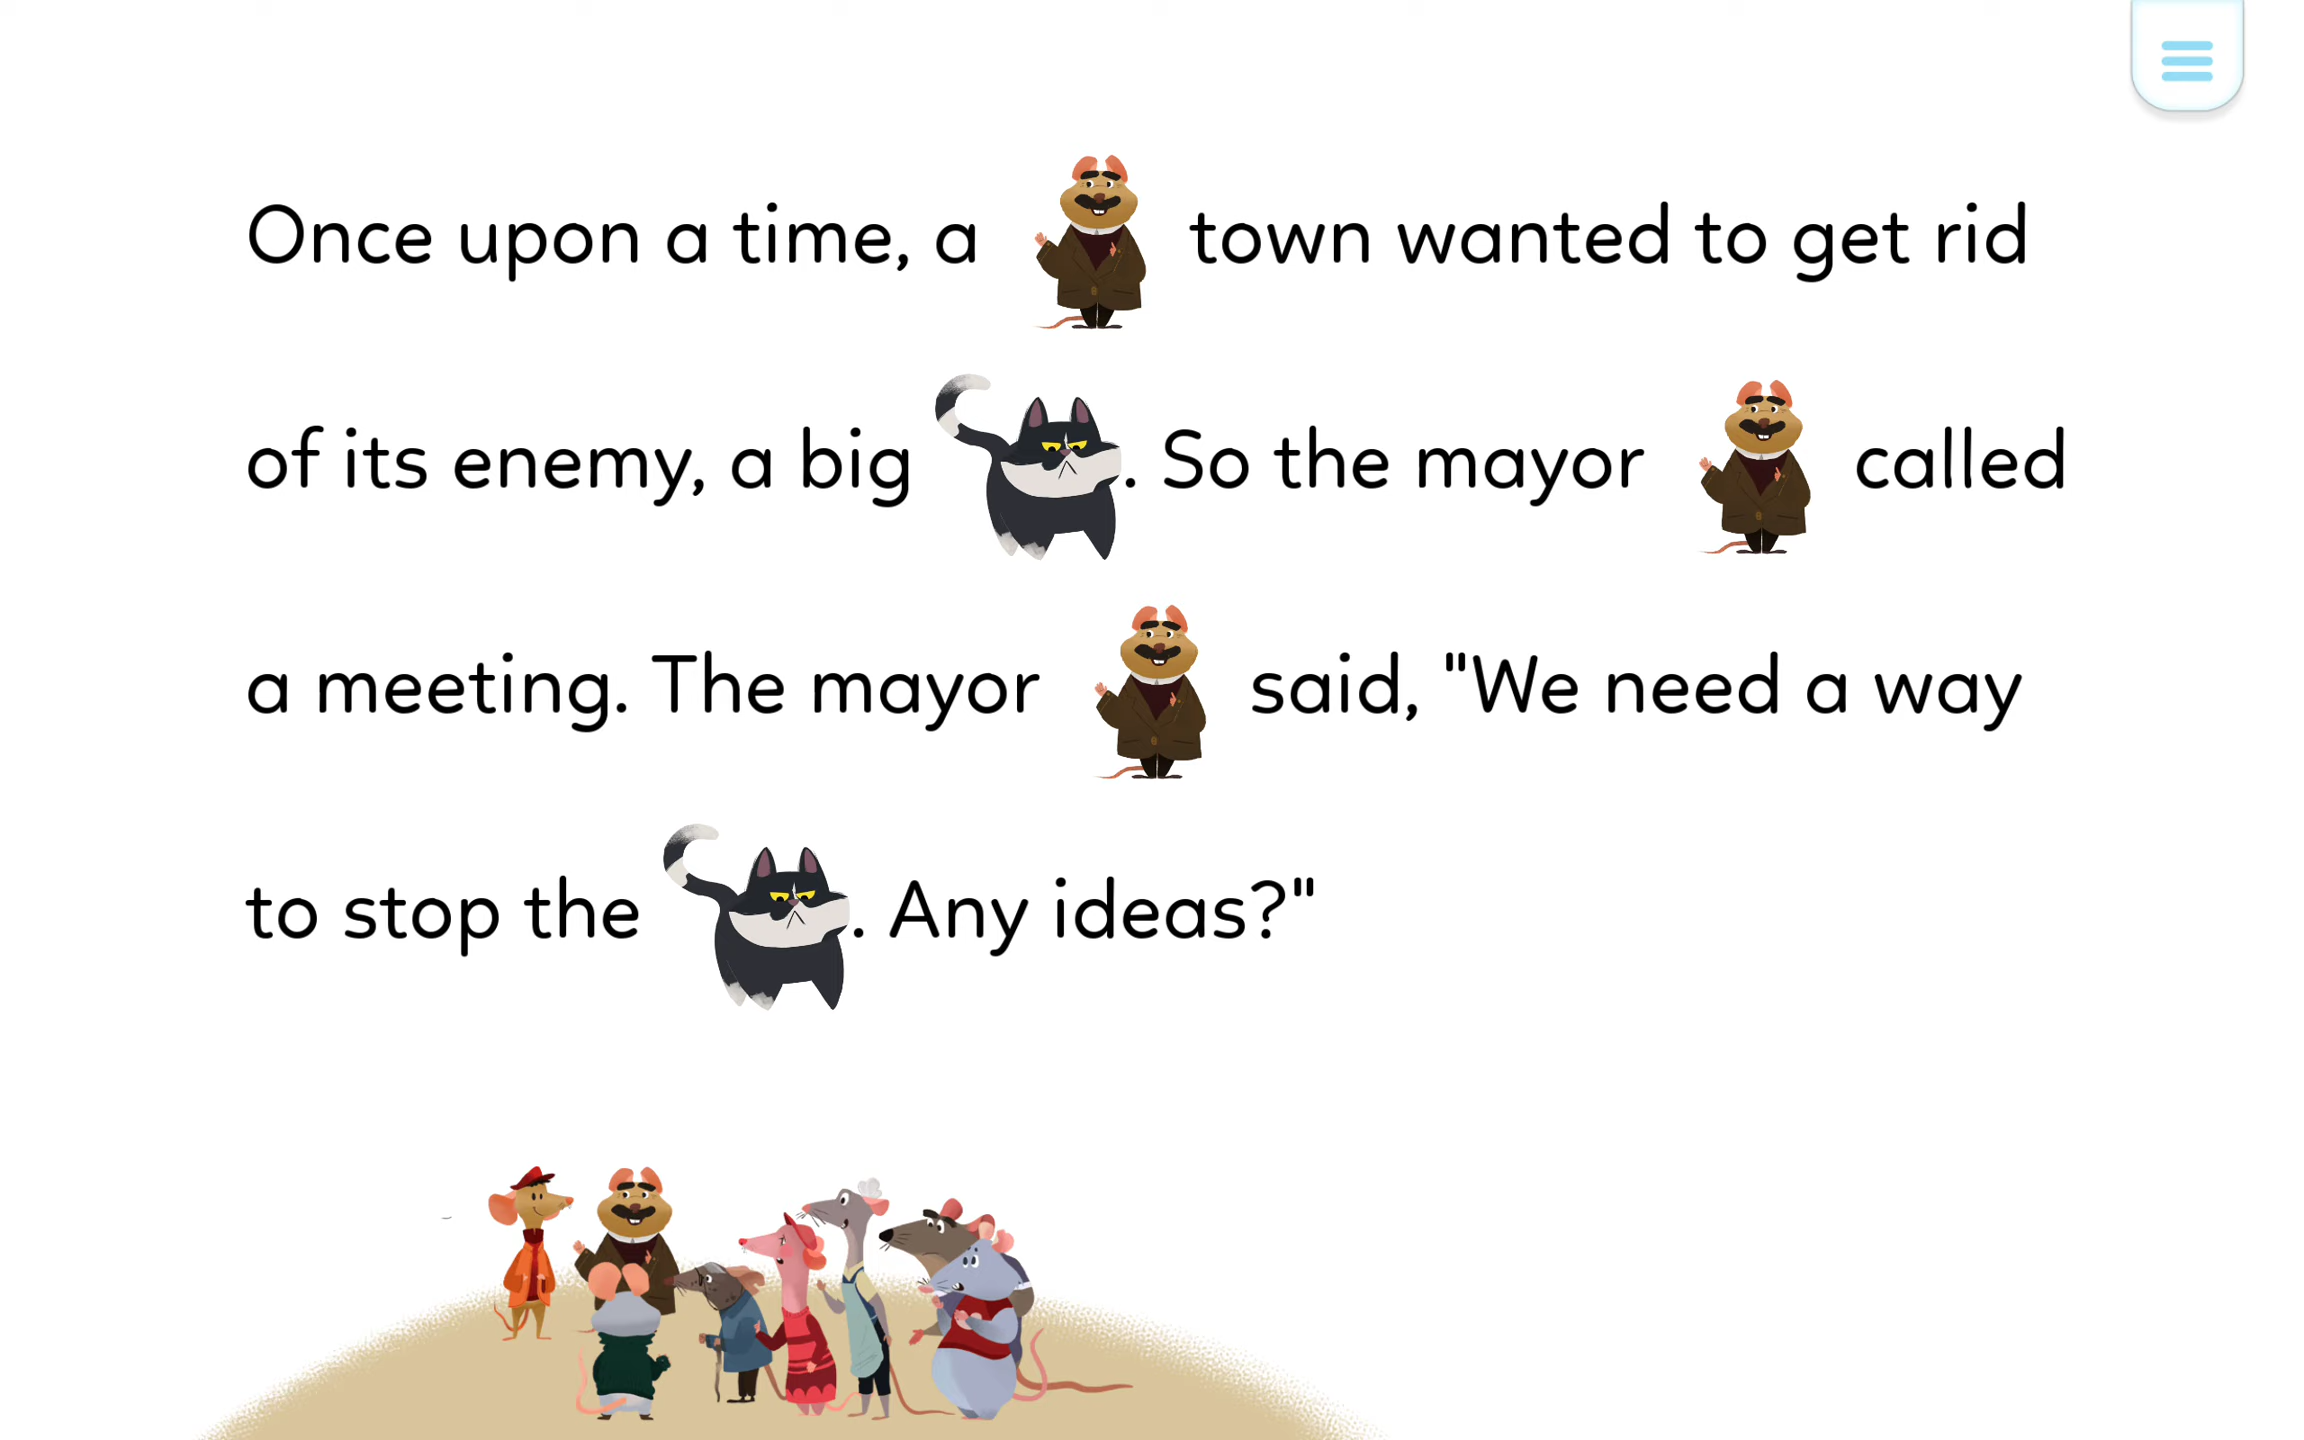 Once upon a time, a town wanted to get rid
of its enemy, a big . So the mayor called
a meeting. The mayor said, "We need a way
to stop the . Any ideas?"